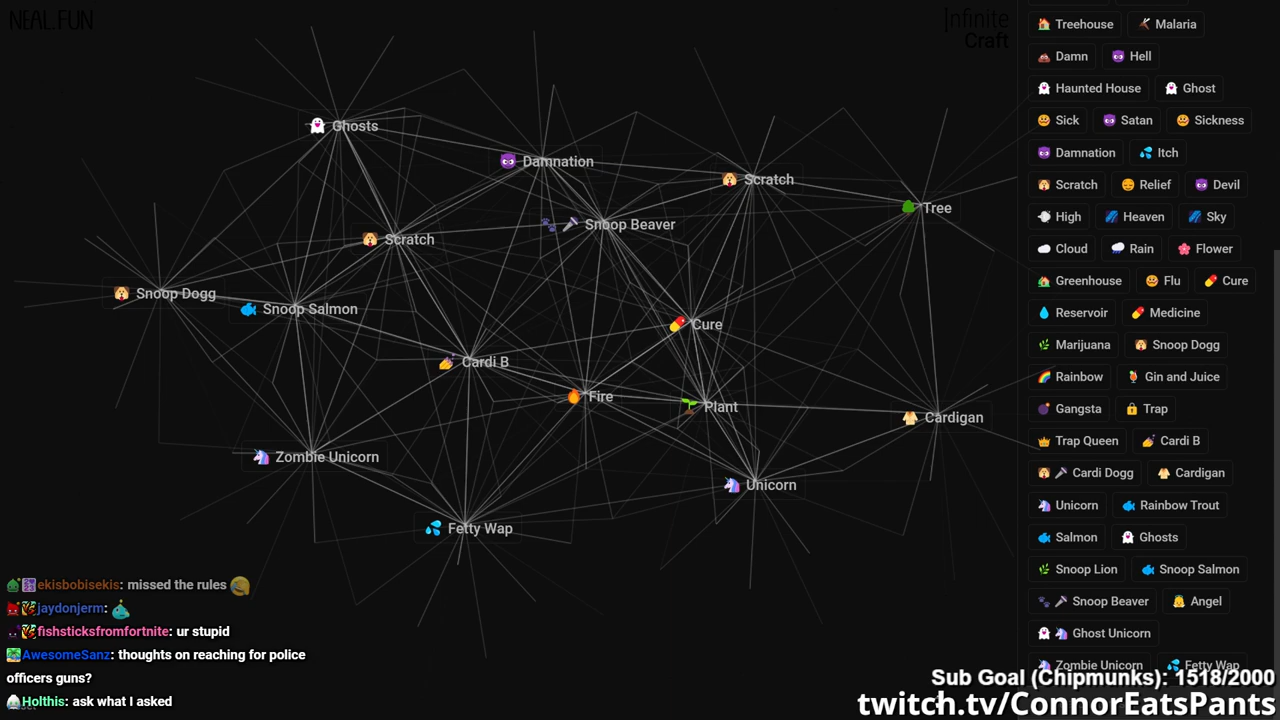 NEAL.FUN
Infinite
Craft
Ghosts
Damnation
Scratch
Tree
Snoop Beaver
Scratch
Snoop Dogg
Snoop Salmon
Cure
Cardi B
Fire
Plant
Cardigan
Zombie Unicorn
Unicorn
Fetty Wap
Treehouse Malaria
Damn Hell
Haunted House Ghost
Sick Satan Sickness
Damnation Itch
Scratch Relief Devil
High Heaven Sky
Cloud Rain Flower
Greenhouse Flu Cure
Reservoir Medicine
Marijuana Snoop Dogg
Rainbow Gin and Juice
Gangsta Trap
Trap Queen Cardi B
Cardi Dogg Cardigan
Unicorn Rainbow Trout
Salmon Ghosts
Snoop Lion Snoop Salmon
Snoop Beaver Angel
Ghost Unicorn
Zombie Unicorn Fetty Wap
ekisbobisekis: missed the rules
jaydonjerm:
fishsticksfromfortnite: ur stupid
AwesomeSanz: thoughts on reaching for police
officers guns?
Holthis: ask what I asked
Sub Goal (Chipmunks): 1518/2000
twitch.tv/ConnorEatsPants